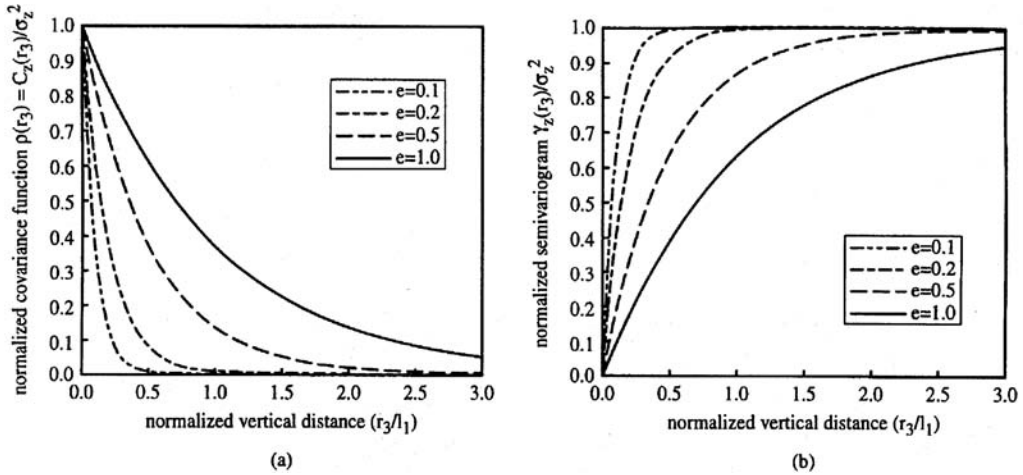 normalized covariance function ρ(r₃) = C_z(r₃)/σ_z²
1.0
0.9
0.8
0.7
0.6
0.5
0.4
0.3
0.2
0.1
0.0
e=0.1
e=0.2
e=0.5
e=1.0
0.0 0.5 1.0 1.5 2.0 2.5 3.0
normalized vertical distance (r₃/l₁)
(a)
normalized semivariogram γ_z(r₃)/σ_z²
1.0
0.9
0.8
0.7
0.6
0.5
0.4
0.3
0.2
0.1
0.0
e=0.1
e=0.2
e=0.5
e=1.0
0.0 0.5 1.0 1.5 2.0 2.5 3.0
normalized vertical distance (r₃/l₁)
(b)